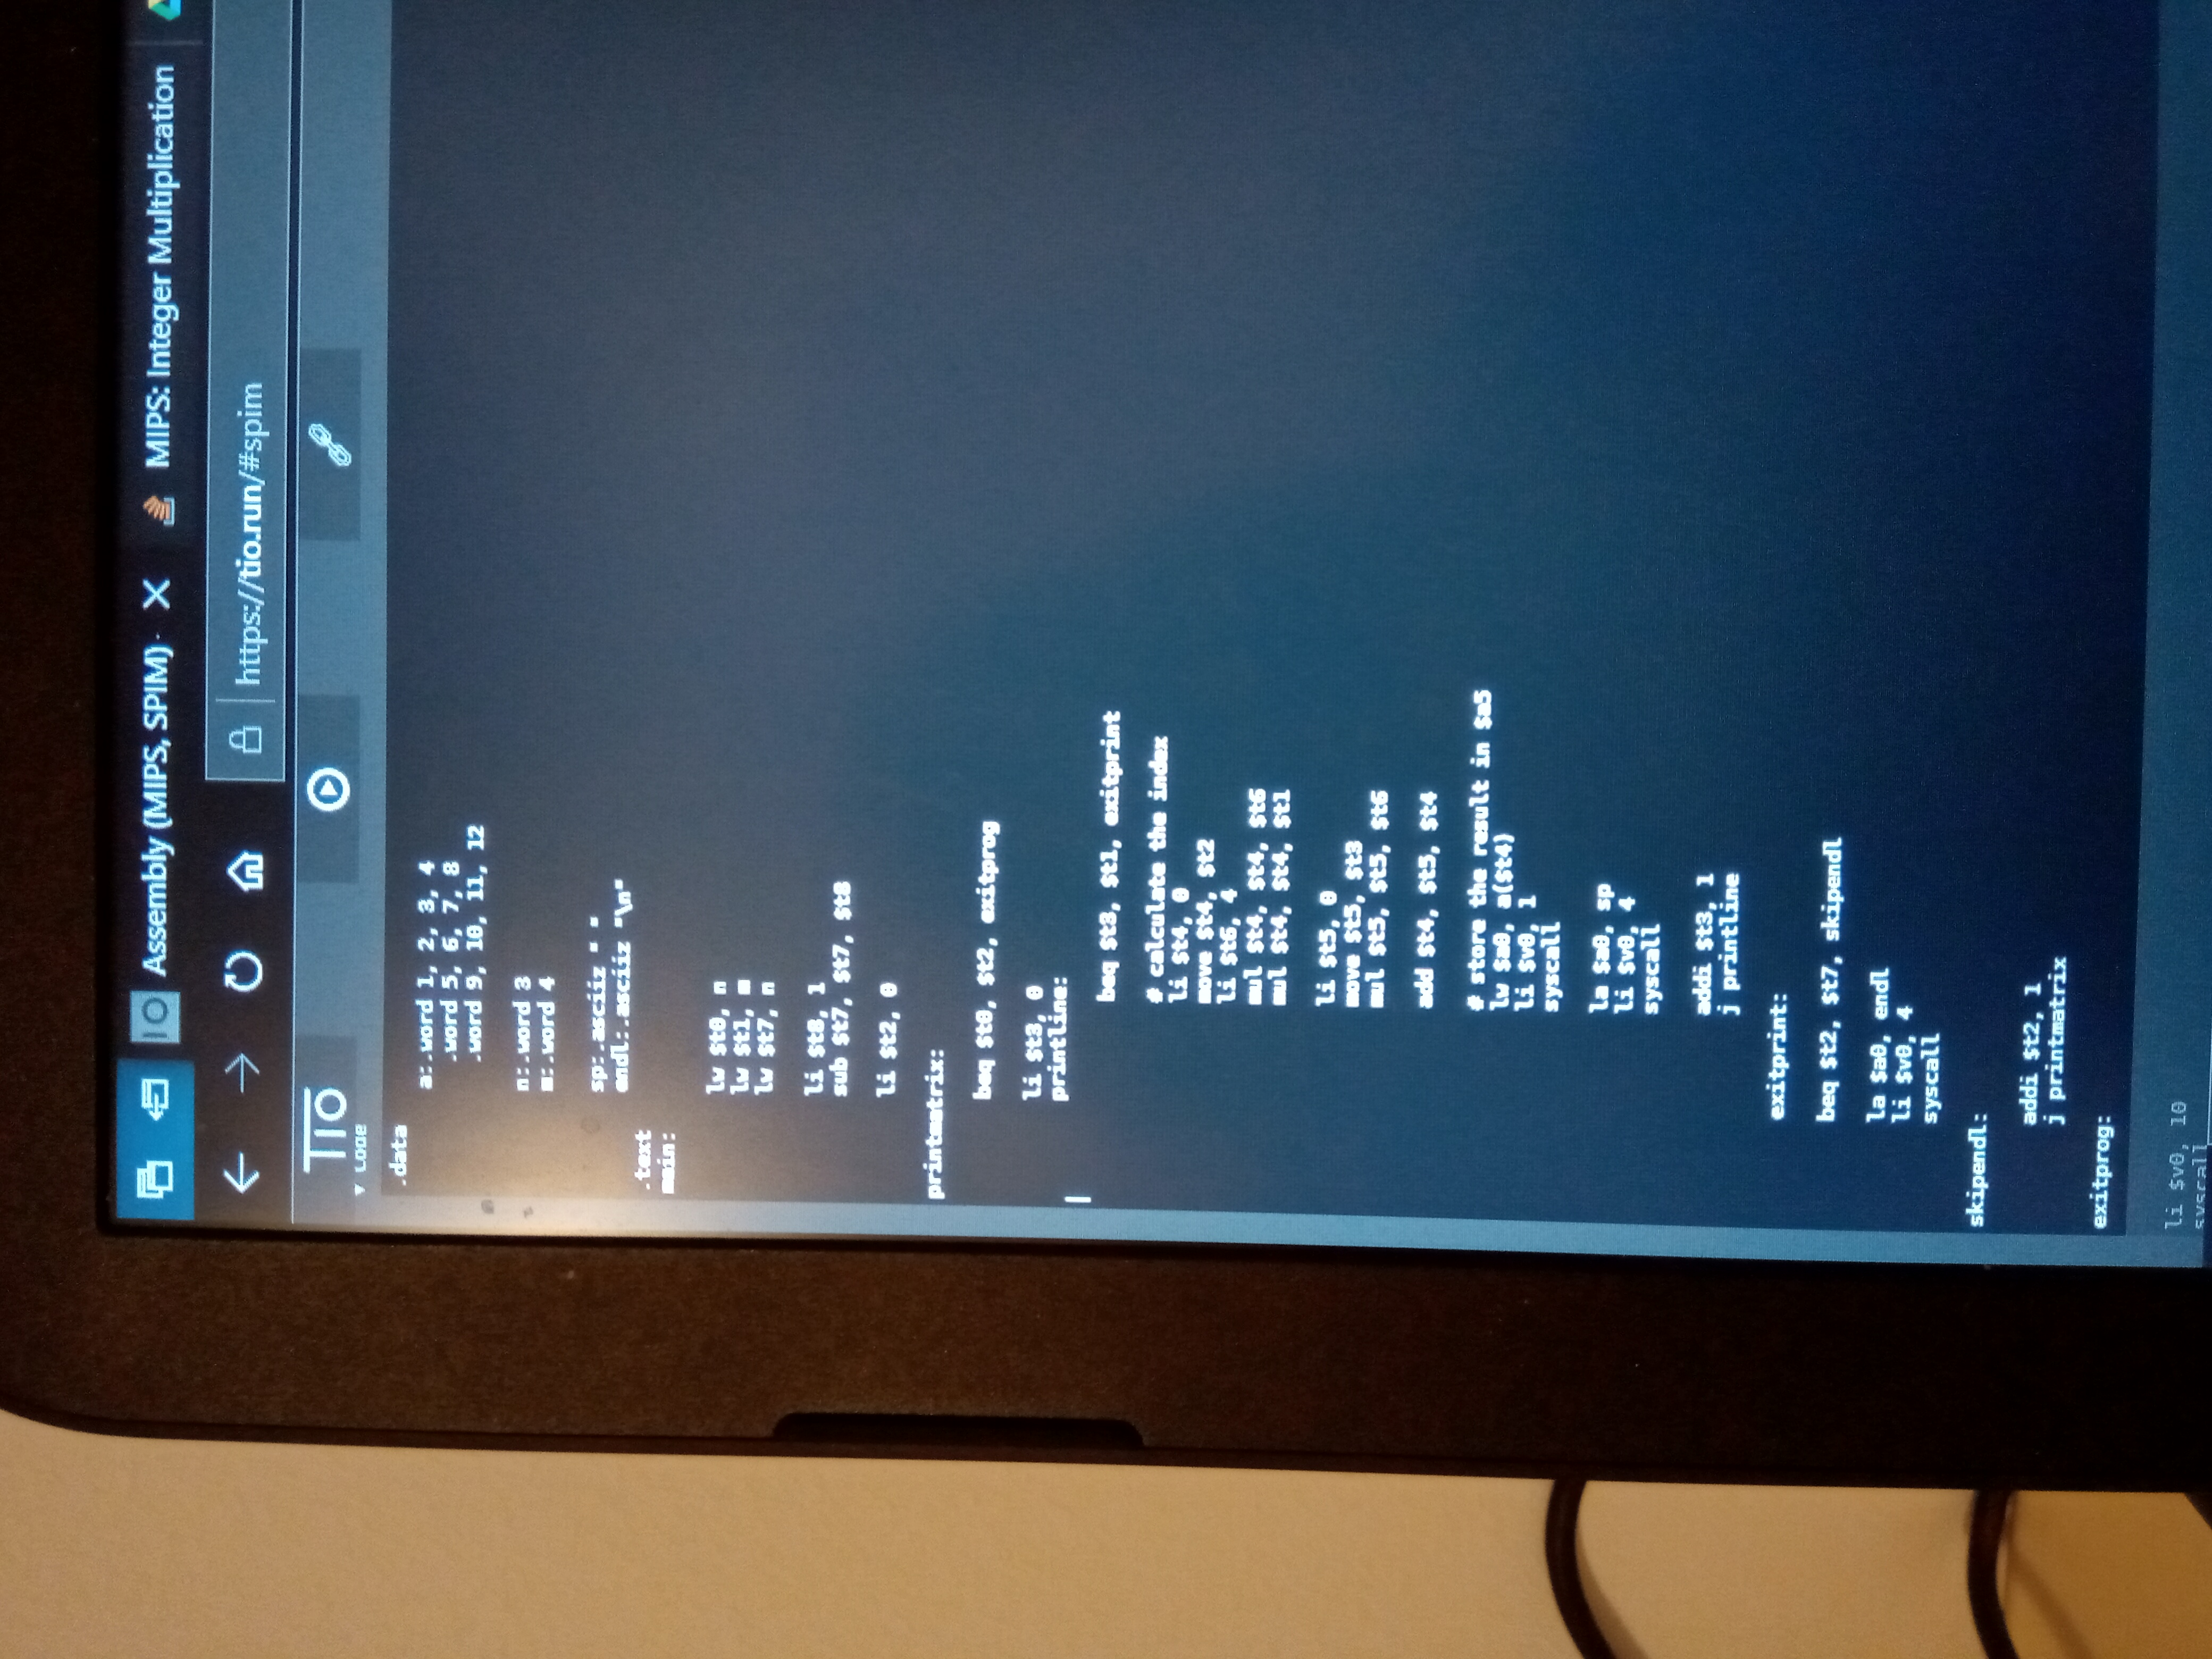 IO Assembly (MIPS, SPIM) · MIPS: Integer Multiplication
https://tio.run/#spim
TIO
▼ Code
.data
a:.word 1, 2, 3, 4
.word 5, 6, 7, 8
.word 9, 10, 11, 12
n:.word 3
m:.word 4
sp:.asciiz " "
endl:.asciiz "\n"
.text
main:
lw $t0, n
lw $t1, m
lw $t7, n
li $t8, 1
sub $t7, $t7, $t8
li $t2, 0
printmatrix:
beq $t0, $t2, exitprog
li $t3, 0
printline:
beq $t3, $t1, exitprint
# calculate the index
li $t4, 0
move $t4, $t2
li $t6, 4
mul $t4, $t4, $t6
mul $t4, $t4, $t1
li $t5, 0
move $t5, $t3
mul $t5, $t5, $t6
add $t4, $t5, $t4
# store the result in $a5
lw $a0, a($t4)
li $v0, 1
syscall
la $a0, sp
li $v0, 4
syscall
addi $t3, 1
j printline
exitprint:
beq $t2, $t7, skipendl
la $a0, endl
li $v0, 4
syscall
skipendl:
addi $t2, 1
j printmatrix
exitprog:
li $v0, 10
syscall